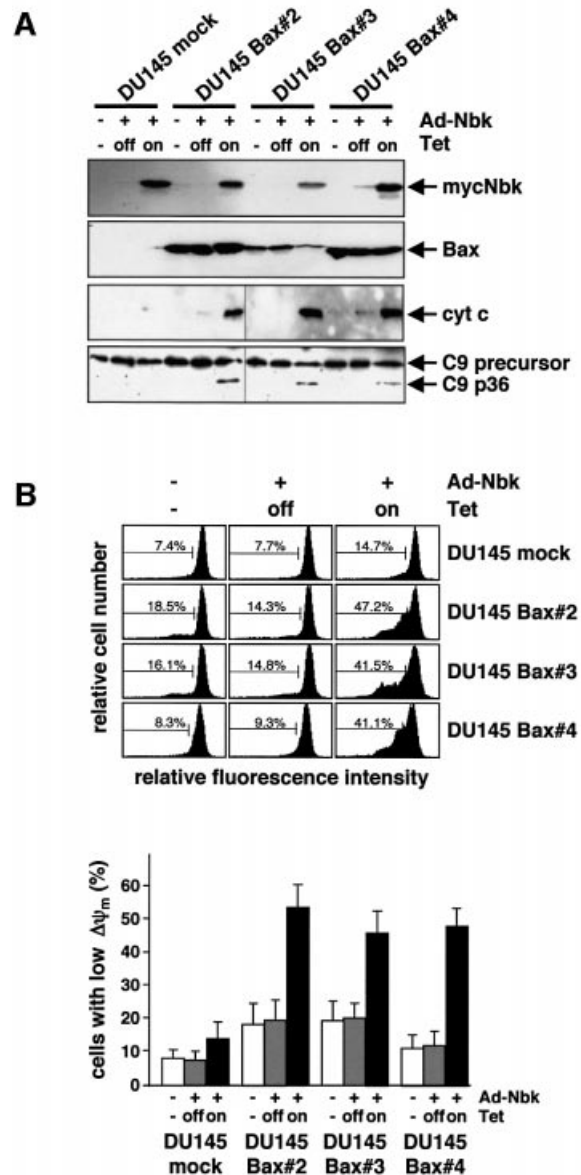 A
DU145 mock
DU145 Bax#2
DU145 Bax#3
DU145 Bax#4
- + + - + + - + + - + + Ad-Nbk
- off on - off on - off on - off on Tet
mycNbk
Bax
cyt c
C9 precursor
C9 p36
B
- + + Ad-Nbk
- off on Tet
7.4% 7.7% 14.7% DU145 mock
18.5% 14.3% 47.2% DU145 Bax#2
16.1% 14.8% 41.5% DU145 Bax#3
8.3% 9.3% 41.1% DU145 Bax#4
relative cell number
relative fluorescence intensity
cells with low Δψm (%)
60
50
40
30
20
10
0
- + + - + + - + + - + + Ad-Nbk
- off on - off on - off on - off on Tet
DU145 mock
DU145 Bax#2
DU145 Bax#3
DU145 Bax#4